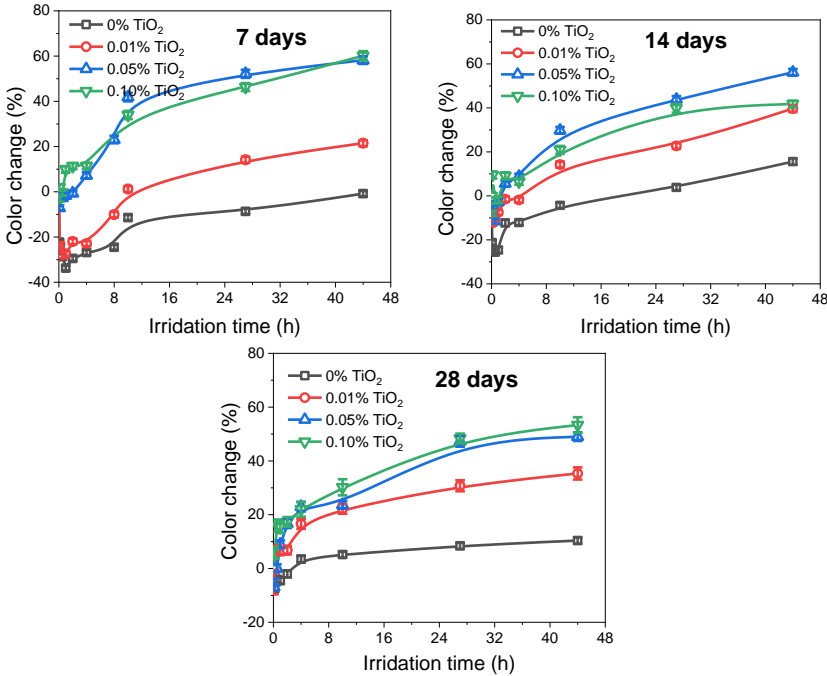 7 days
0% TiO2
0.01% TiO2
0.05% TiO2
0.10% TiO2
Color change (%)
80
60
40
20
0
-20
-40
0 8 16 24 32 40 48
Irridation time (h)
14 days
0% TiO2
0.01% TiO2
0.05% TiO2
0.10% TiO2
Color change (%)
80
60
40
20
0
-20
-40
0 8 16 24 32 40 48
Irridation time (h)
28 days
0% TiO2
0.01% TiO2
0.05% TiO2
0.10% TiO2
Color change (%)
80
60
40
20
0
-20
0 8 16 24 32 40 48
Irridation time (h)